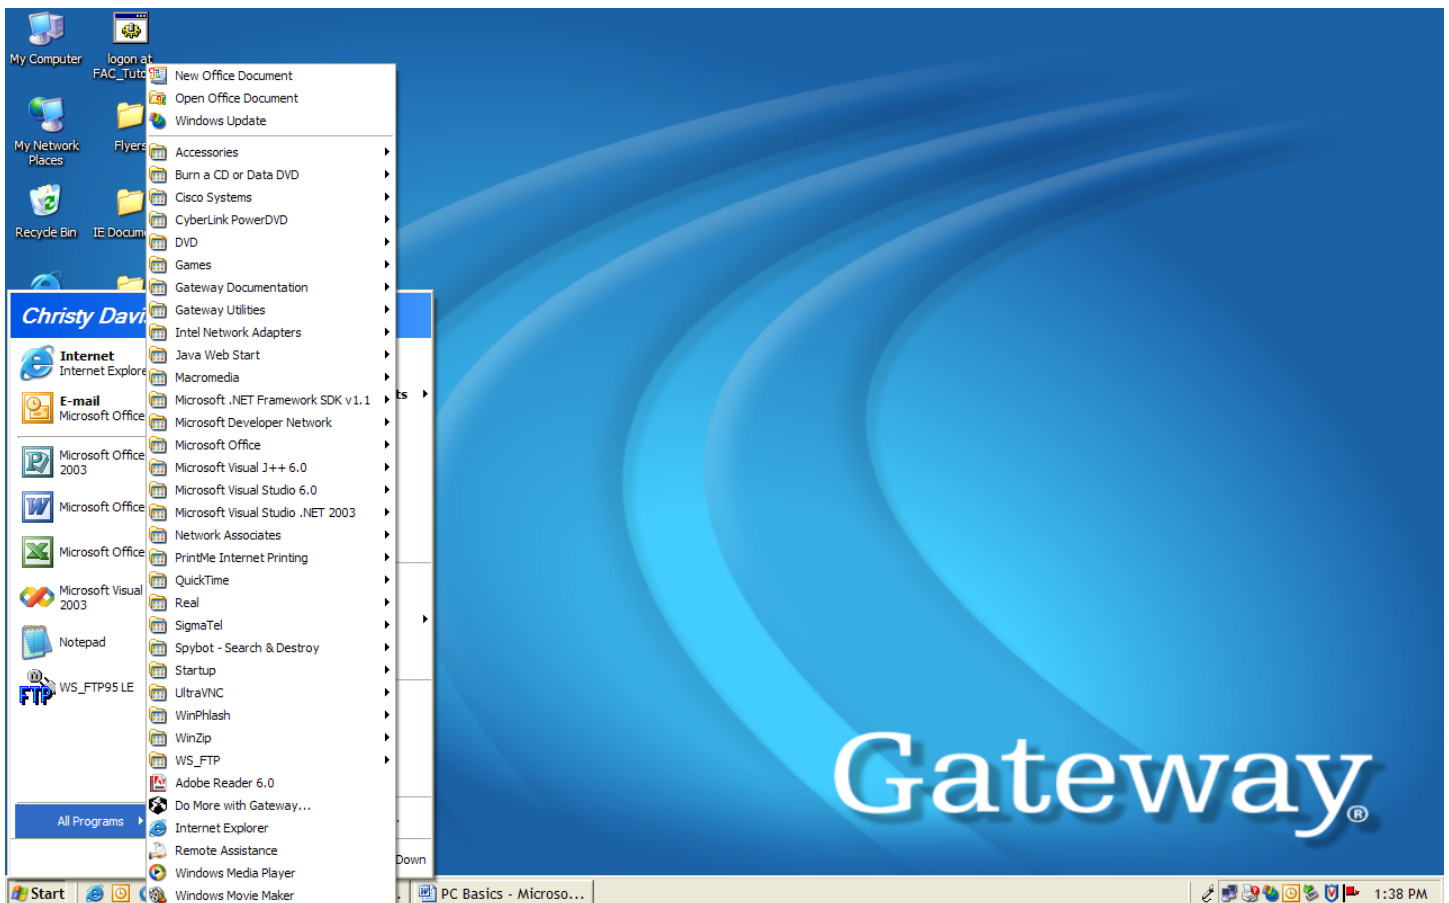 My Computer
logon at
FAC_Tuto
My Network
Places
Flyers
Recycle Bin
IE Docum
New Office Document
Open Office Document
Windows Update
Accessories
Burn a CD or Data DVD
Cisco Systems
CyberLink PowerDVD
DVD
Games
Gateway Documentation
Gateway Utilities
Intel Network Adapters
Java Web Start
Macromedia
Microsoft .NET Framework SDK v1.1
Microsoft Developer Network
Microsoft Office
Microsoft Visual J++ 6.0
Microsoft Visual Studio 6.0
Microsoft Visual Studio .NET 2003
Network Associates
PrintMe Internet Printing
QuickTime
Real
SigmaTel
Spybot - Search & Destroy
Startup
UltraVNC
WinPhlash
WinZip
WS_FTP
Adobe Reader 6.0
Do More with Gateway...
Internet Explorer
Remote Assistance
Windows Media Player
Windows Movie Maker
Christy Davi
Internet
Internet Explore
E-mail
Microsoft Office
Microsoft Office
2003
Microsoft Office
Microsoft Office
Microsoft Visual
2003
Notepad
FTP
WS_FTP95 LE
All Programs
ts
Down
Gateway®
Start
PC Basics - Microso...
1:38 PM